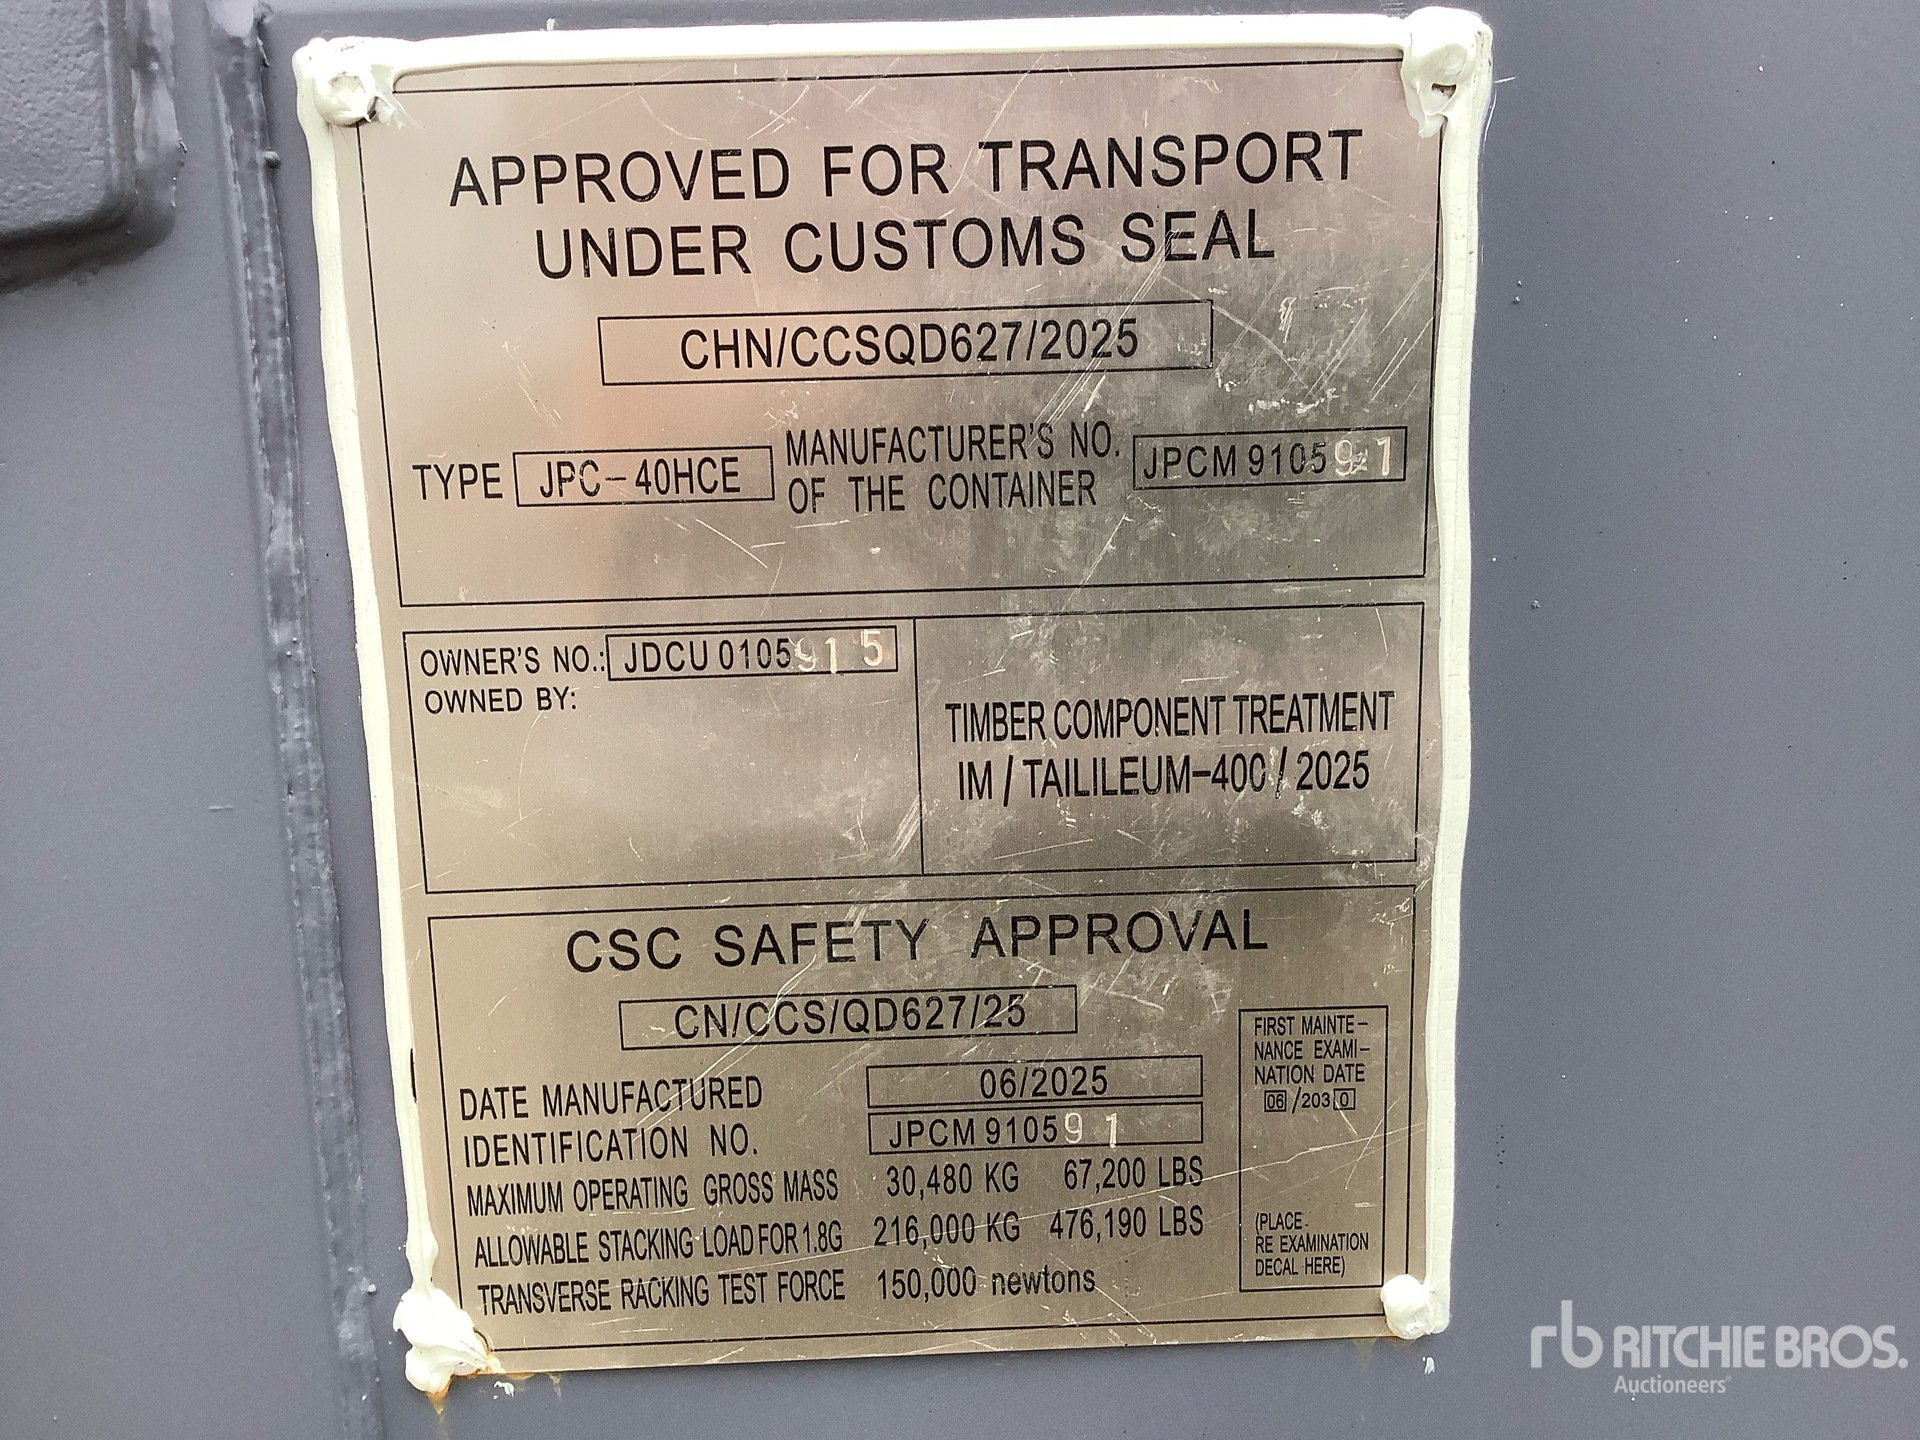 APPROVED FOR TRANSPORT
UNDER CUSTOMS SEAL
CHN/CCSQD627/2025
TYPE JPC-40HCE MANUFACTURER'S NO. OF THE CONTAINER JPCM 910591
OWNER'S NO.: JDCU 0105915
OWNED BY:
TIMBER COMPONENT TREATMENT
IM / TAILILEUM-400 / 2025
CSC SAFETY APPROVAL
CN/CCS/QD627/25
DATE MANUFACTURED 06/2025
IDENTIFICATION NO. JPCM 910591
MAXIMUM OPERATING GROSS MASS 30,480 KG 67,200 LBS
ALLOWABLE STACKING LOAD FOR 1.8G 216,000 KG 476,190 LBS
TRANSVERSE RACKING TEST FORCE 150,000 newtons
FIRST MAINTE-
NANCE EXAMI-
NATION DATE
06 /2030
(PLACE
RE EXAMINATION
DECAL HERE)
rb RITCHIE BROS.
Auctioneers